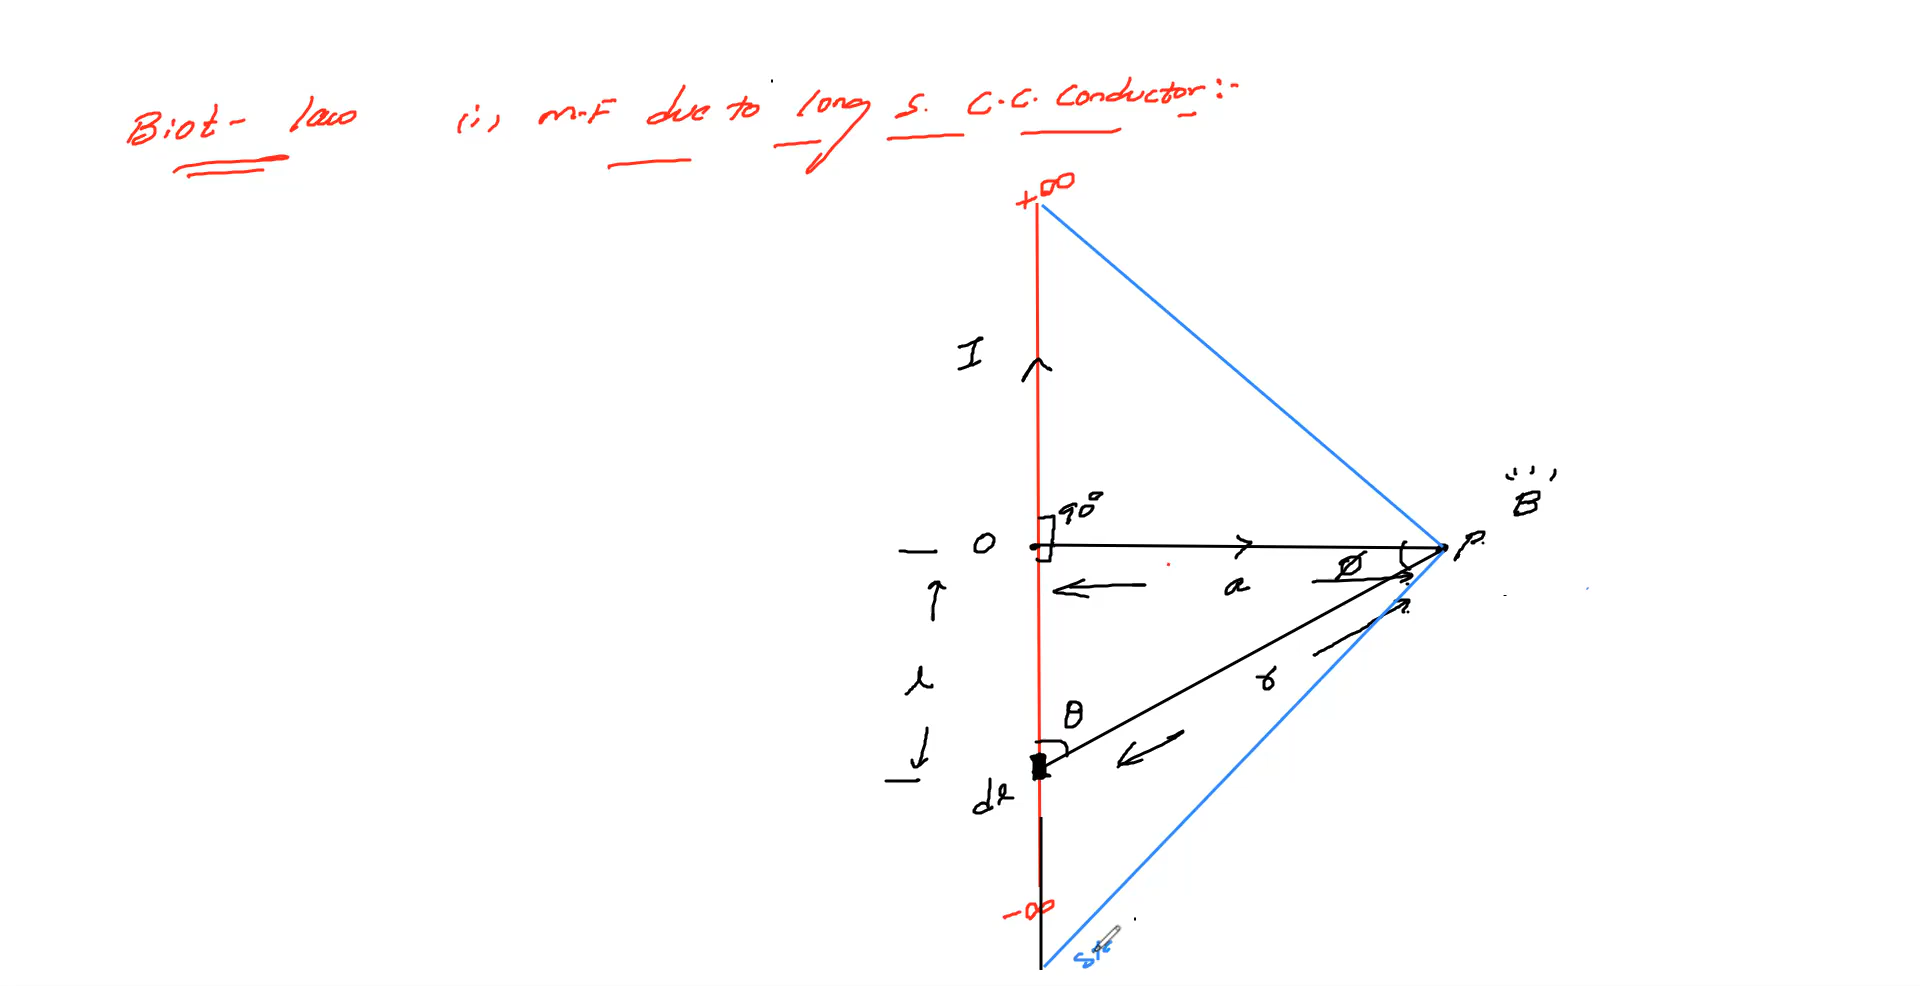 Biot - law (i) M.F due to long S. C.C. Conductor:-
+∞
I
90°
"B"
O
P
ϕ
a
l
r
θ
dl
-∞